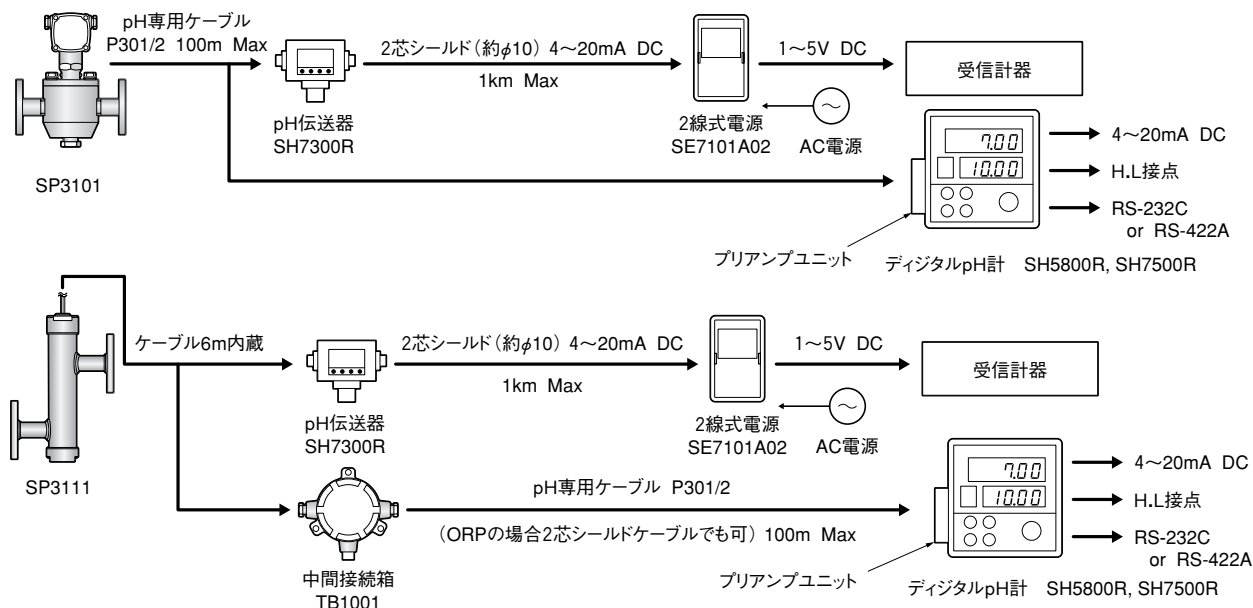 pH専用ケーブル
P301/2 100m Max
2芯シールド（約φ10） 4～20mA DC
1km Max
1～5V DC
受信計器
pH伝送器
SH7300R
2線式電源
SE7101A02
AC電源
SP3101
7.00
10.00
4～20mA DC
H.L接点
RS-232C
or RS-422A
プリアンプユニット
ディジタルpH計 SH5800R, SH7500R
ケーブル6m内蔵
2芯シールド（約φ10） 4～20mA DC
1km Max
1～5V DC
受信計器
pH伝送器
SH7300R
2線式電源
SE7101A02
AC電源
SP3111
pH専用ケーブル P301/2
（ORPの場合2芯シールドケーブルでも可） 100m Max
中間接続箱
TB1001
7.00
10.00
4～20mA DC
H.L接点
RS-232C
or RS-422A
プリアンプユニット
ディジタルpH計 SH5800R, SH7500R